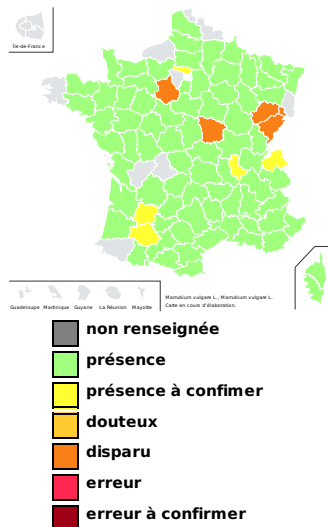 Île-de-France
Guadeloupe Martinique Guyane La Réunion Mayotte
Marrubium vulgare L., Marrubium vulgare L.
Carte en cours d'élaboration.
non renseignée
présence
présence à confimer
douteux
disparu
erreur
erreur à confirmer